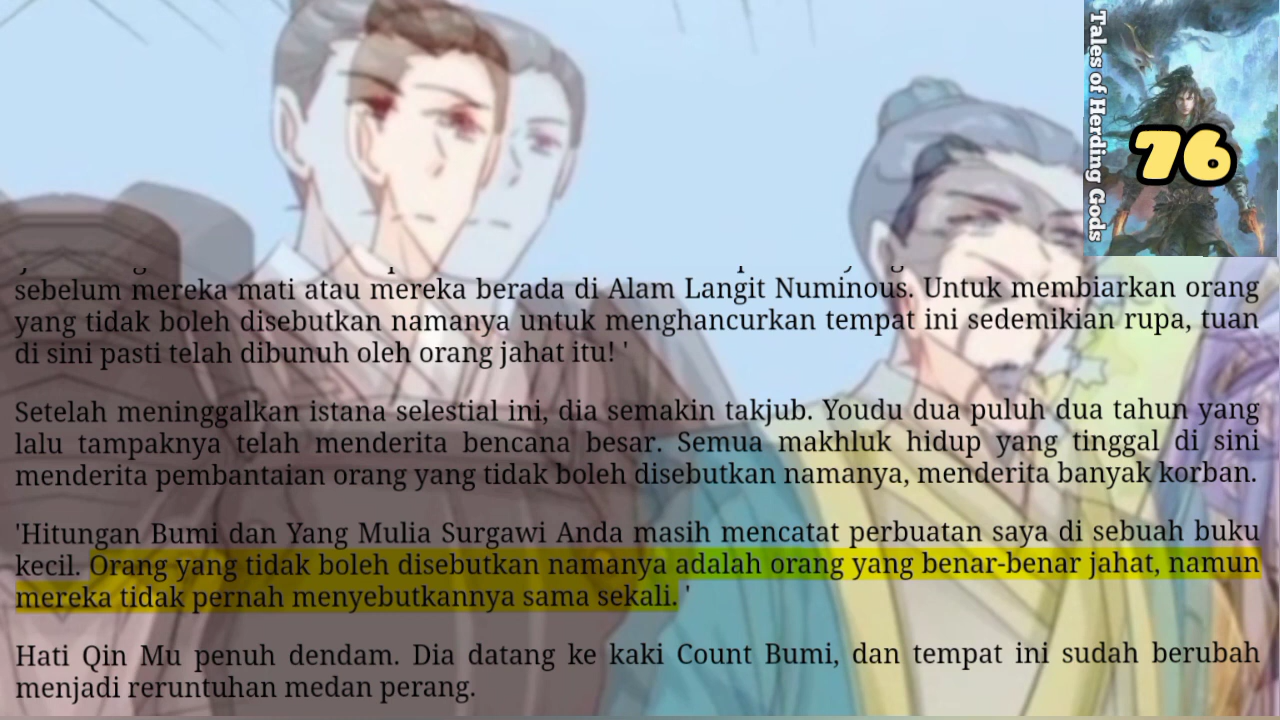 Tales of Herding Gods
76
sebelum mereka mati atau mereka berada di Alam Langit Numinous. Untuk membiarkan orang
yang tidak boleh disebutkan namanya untuk menghancurkan tempat ini sedemikian rupa, tuan
di sini pasti telah dibunuh oleh orang jahat itu! '
Setelah meninggalkan istana selestial ini, dia semakin takjub. Youdu dua puluh dua tahun yang
lalu tampaknya telah menderita bencana besar. Semua makhluk hidup yang tinggal di sini
menderita pembantaian orang yang tidak boleh disebutkan namanya, menderita banyak korban.
'Hitungan Bumi dan Yang Mulia Surgawi Anda masih mencatat perbuatan saya di sebuah buku
kecil. Orang yang tidak boleh disebutkan namanya adalah orang yang benar-benar jahat, namun
mereka tidak pernah menyebutkannya sama sekali. '
Hati Qin Mu penuh dendam. Dia datang ke kaki Count Bumi, dan tempat ini sudah berubah
menjadi reruntuhan medan perang.